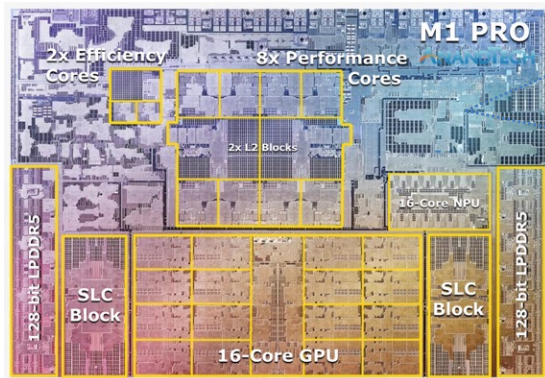 M1 PRO
ANANDTECH
2x Efficiency
Cores
8x Performance
Cores
2x L2 Blocks
16-Core NPU
128-bit LPDDR5
128-bit LPDDR5
SLC
Block
SLC
Block
16-Core GPU